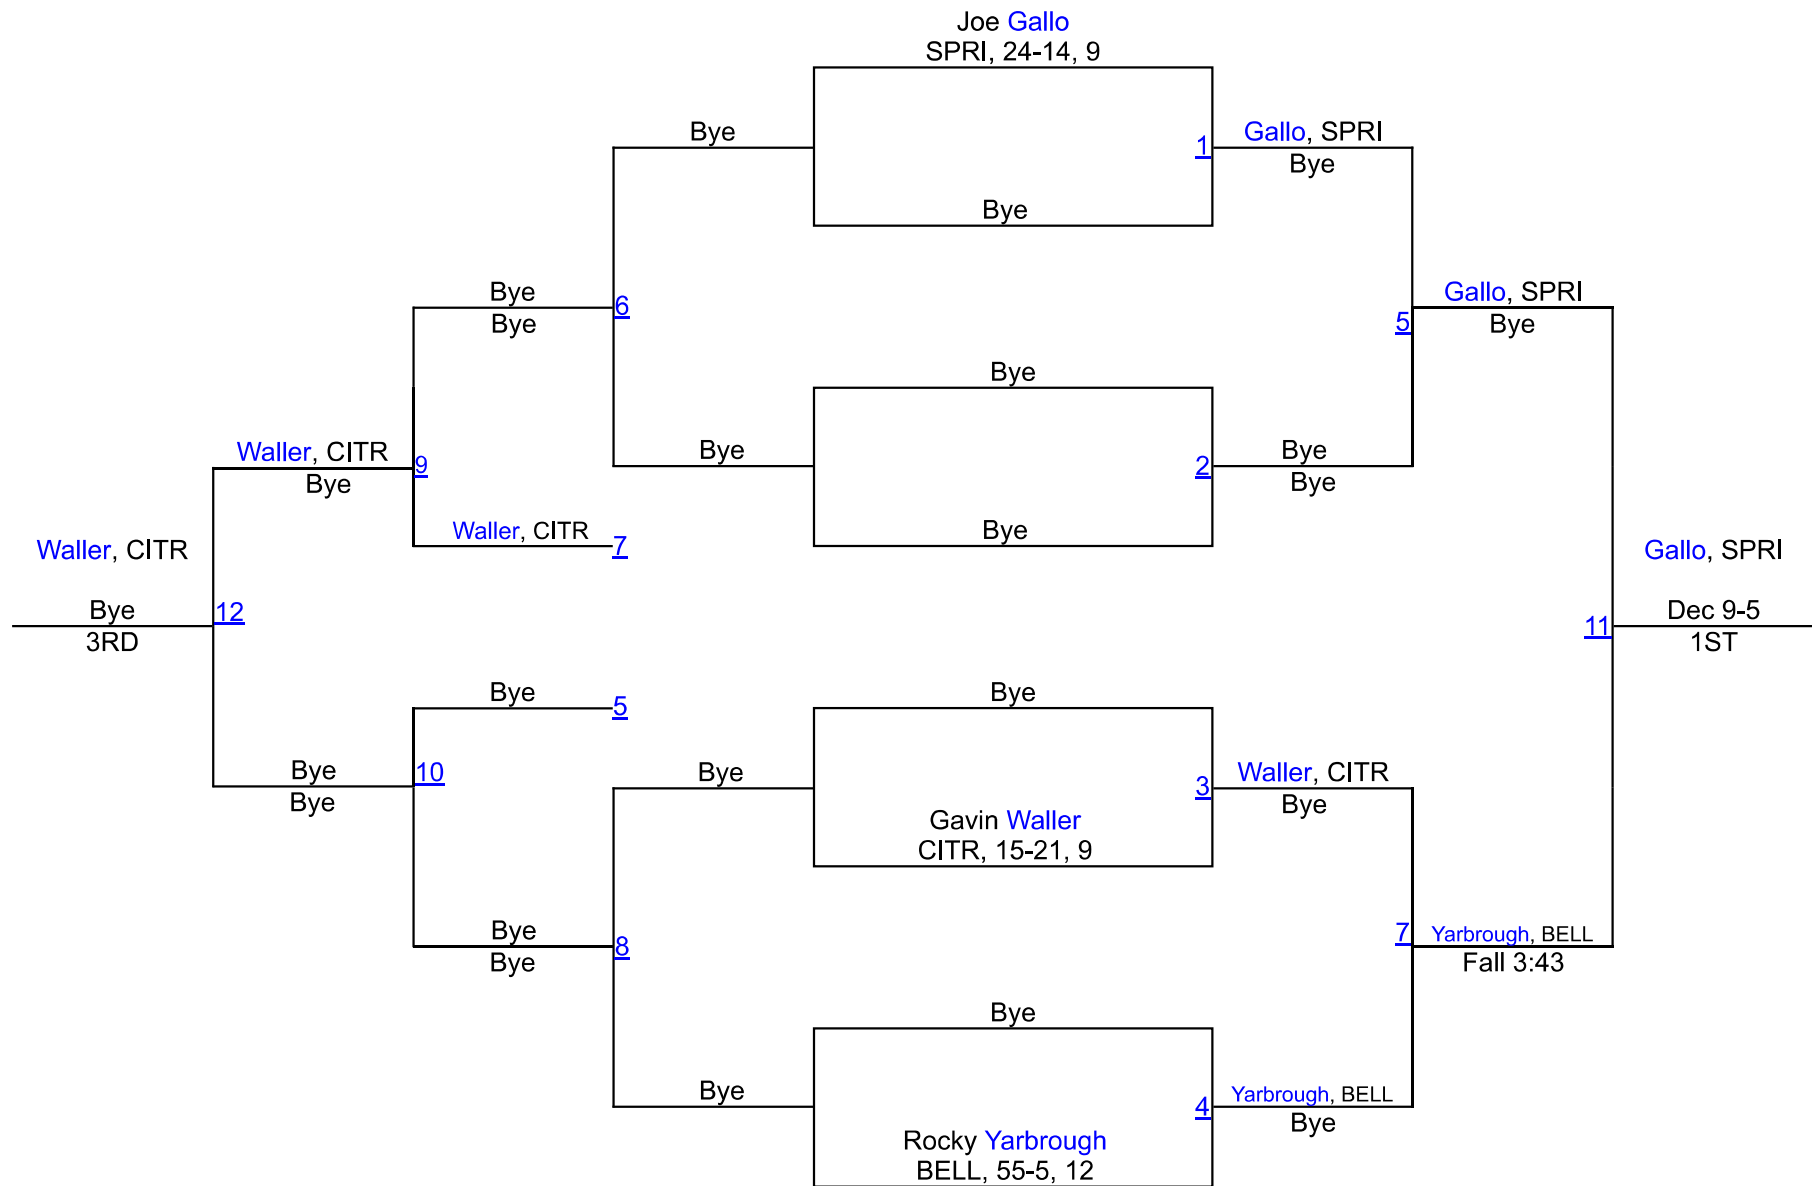 Joe Gallo
SPRI, 24-14, 9
Bye
1
Gallo, SPRI
Bye
Bye
Bye
Bye
6
5
Gallo, SPRI
Bye
Bye
Bye
2
Bye
Bye
Bye
Waller, CITR
Bye
9
Waller, CITR
7
Waller, CITR
Bye
3RD
12
Gallo, SPRI
Dec 9-5
1ST
11
Bye
5
Bye
Bye
Bye
10
Bye
3
Waller, CITR
Bye
Gavin Waller
CITR, 15-21, 9
Bye
Bye
8
7
Yarbrough, BELL
Fall 3:43
Bye
Bye
4
Yarbrough, BELL
Bye
Rocky Yarbrough
BELL, 55-5, 12